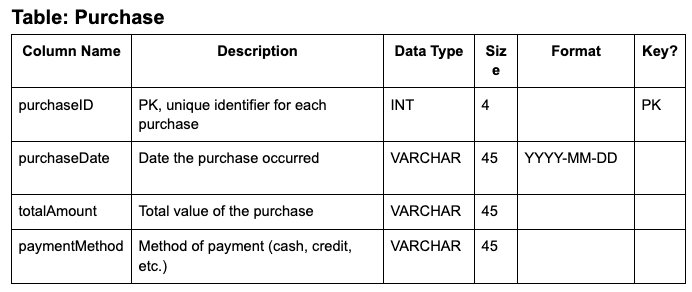 Table: Purchase
Column Name Description Data Type Siz e Format Key?
purchaseID PK, unique identifier for each purchase INT 4 PK
purchaseDate Date the purchase occurred VARCHAR 45 YYYY-MM-DD
totalAmount Total value of the purchase VARCHAR 45
paymentMethod Method of payment (cash, credit, etc.) VARCHAR 45